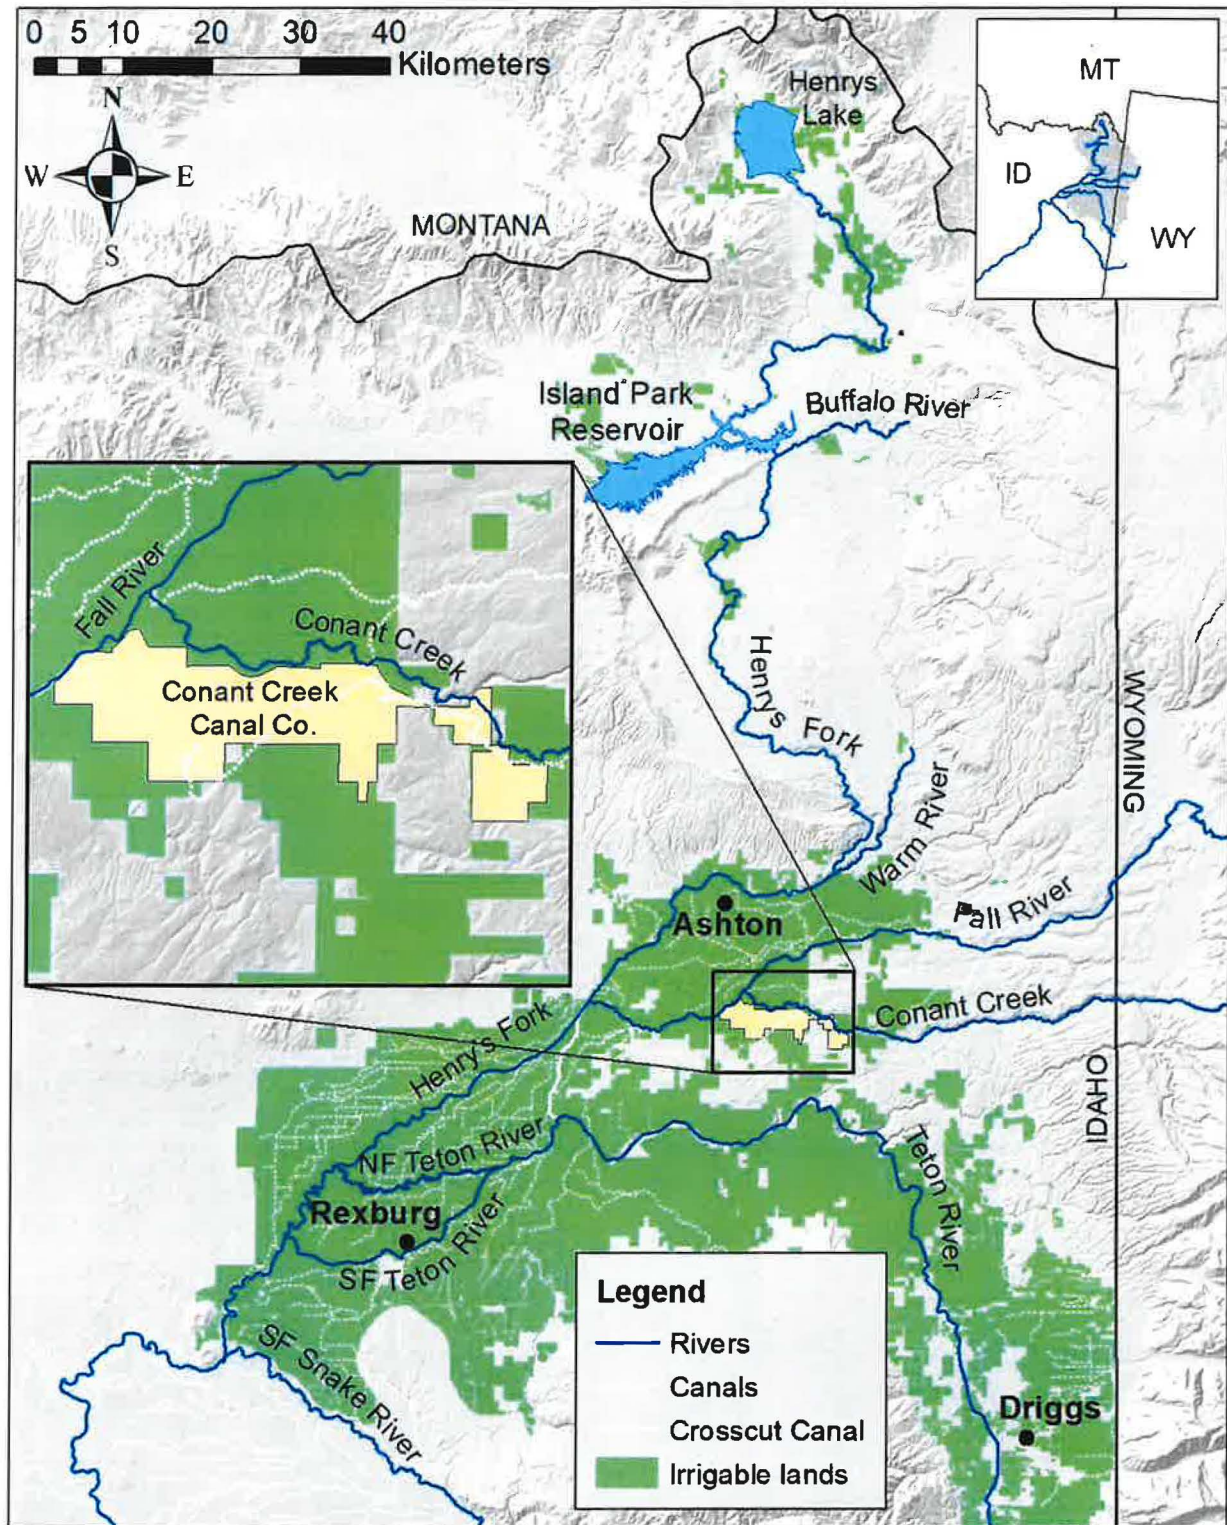 0 5 10 20 30 40
Kilometers
N
W E
S
MONTANA
Henrys
Lake
MT
ID
WY
Island Park
Reservoir
Buffalo River
Fall River
Conant Creek
Conant Creek
Canal Co.
Henrys Fork
WYOMING
Warm River
Ashton
Fall River
Conant Creek
Henry's Fork
IDAHO
NF Teton River
Teton River
Rexburg
SF Teton River
SF Snake River
Driggs
Legend
Rivers
Canals
Crosscut Canal
Irrigable lands